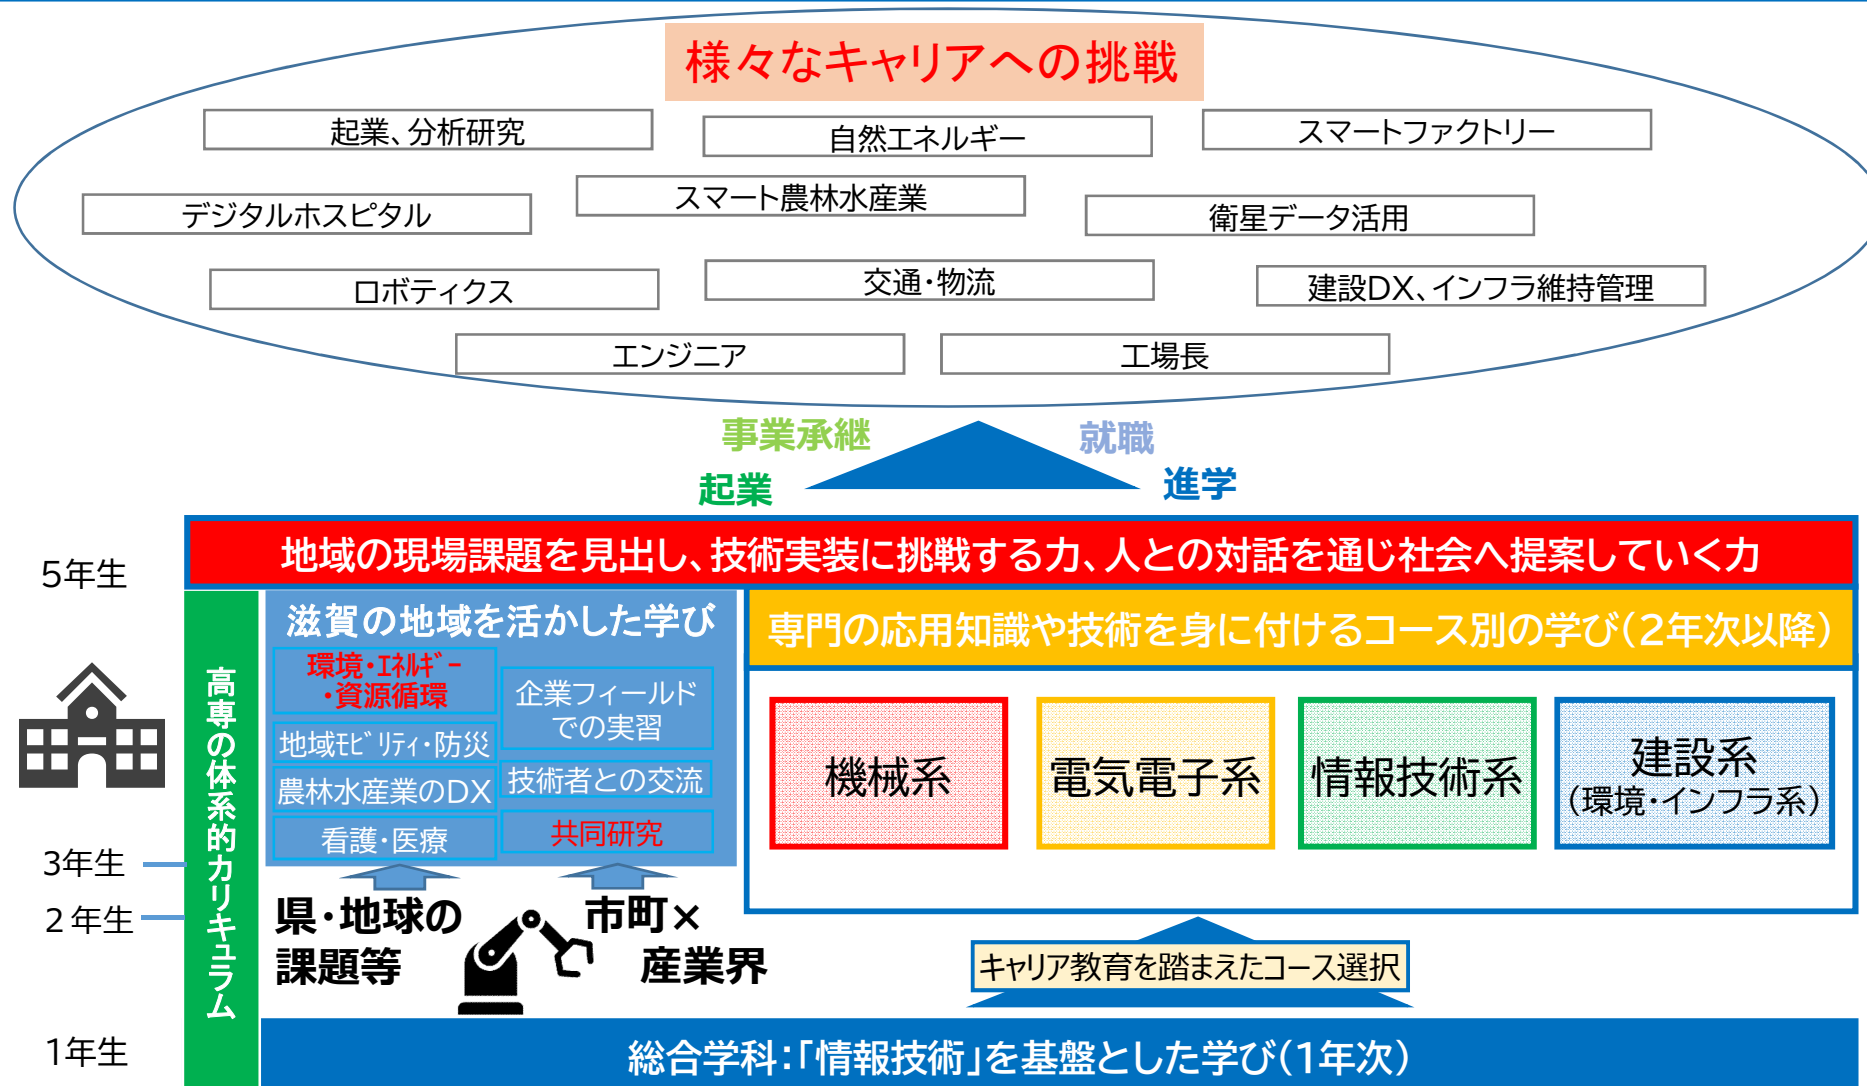 様々なキャリアへの挑戦
起業、分析研究
自然エネルギー
スマートファクトリー
デジタルホスピタル
スマート農林水産業
衛星データ活用
ロボティクス
交通・物流
建設DX、インフラ維持管理
エンジニア
工場長
事業承継
就職
起業
進学
地域の現場課題を見出し、技術実装に挑戦する力、人との対話を通じ社会へ提案していく力
5年生
3年生
２年生
1年生
高専の体系的カリキュラム
滋賀の地域を活かした学び
環境・ｴﾈﾙｷﾞｰ
・資源循環
地域ﾓﾋﾞﾘﾃｨ・防災
農林水産業のDX
看護・医療
企業フィールド
での実習
技術者との交流
共同研究
県・地球の
課題等
市町×
産業界
専門の応用知識や技術を身に付けるコース別の学び(2年次以降)
機械系
電気電子系
情報技術系
建設系
(環境・インフラ系)
キャリア教育を踏まえたコース選択
総合学科:｢情報技術｣を基盤とした学び(1年次)